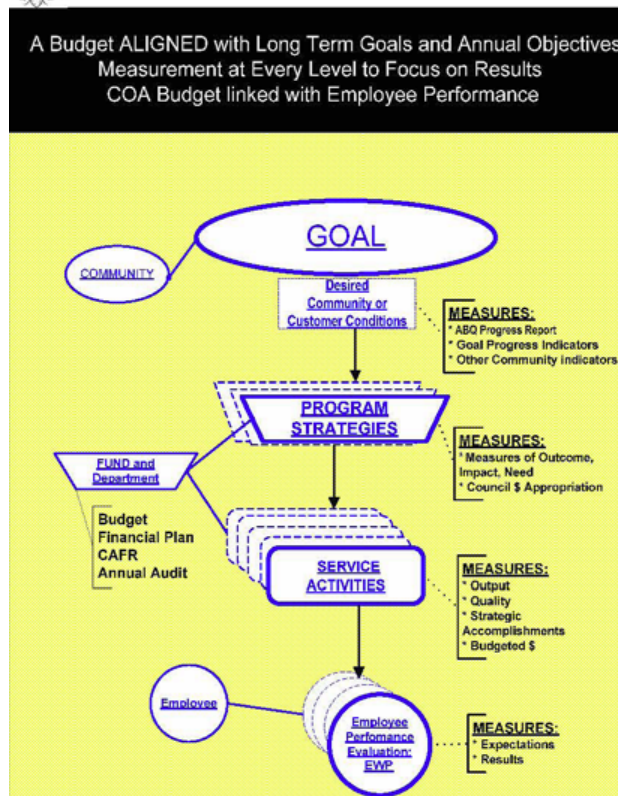 A Budget ALIGNED with Long Term Goals and Annual Objectives
Measurement at Every Level to Focus on Results
COA Budget linked with Employee Performance
GOAL
COMMUNITY
Desired
Community or
Customer Conditions
MEASURES:
* ABQ Progress Report
* Goal Progress Indicators
* Other Community indicators
PROGRAM
STRATEGIES
MEASURES:
* Measures of Outcome,
Impact, Need
* Council $ Appropriation
FUND and
Department
Budget
Financial Plan
CAFR
Annual Audit
SERVICE
ACTIVITIES
MEASURES:
* Output
* Quality
* Strategic
Accomplishments
* Budgeted $
Employee
Employee
Perfomance
Evaluation:
EWP
MEASURES:
* Expectations
* Results